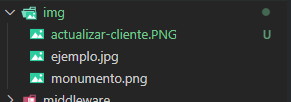 img
actualizar-cliente.PNG U
ejemplo.jpg
monumento.png
middleware